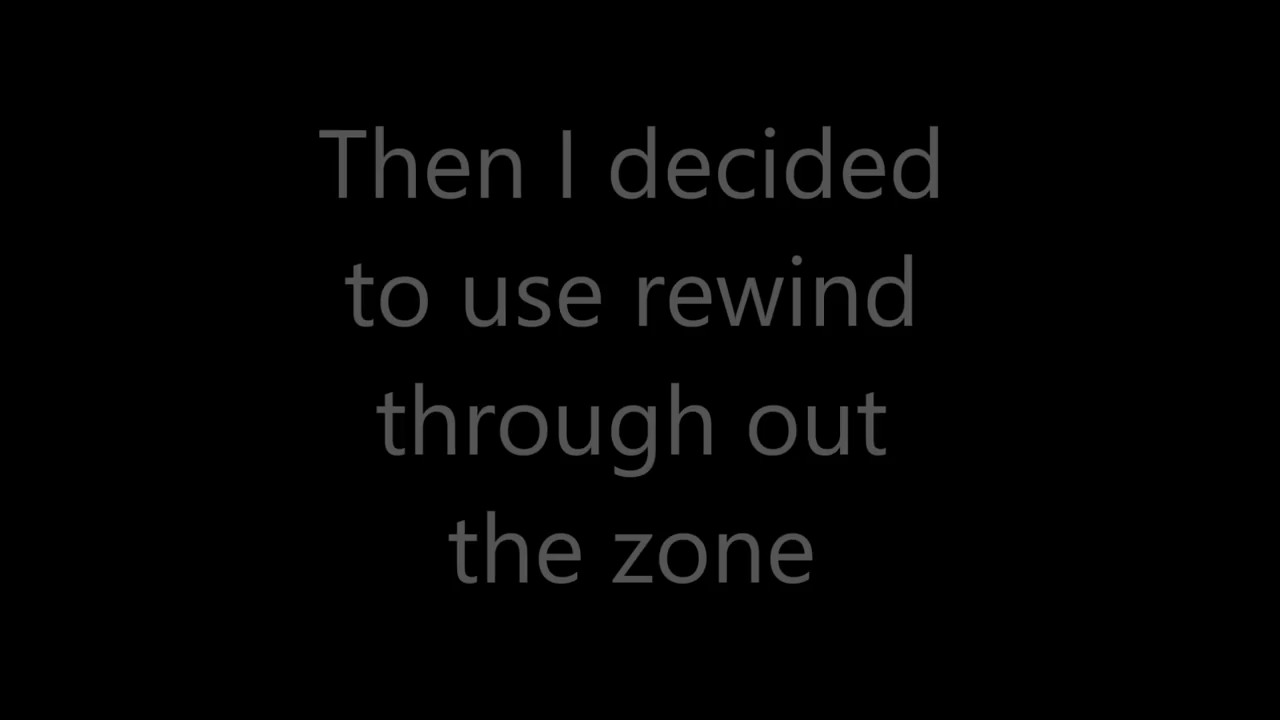 Then I decided
to use rewind
through out
the zone